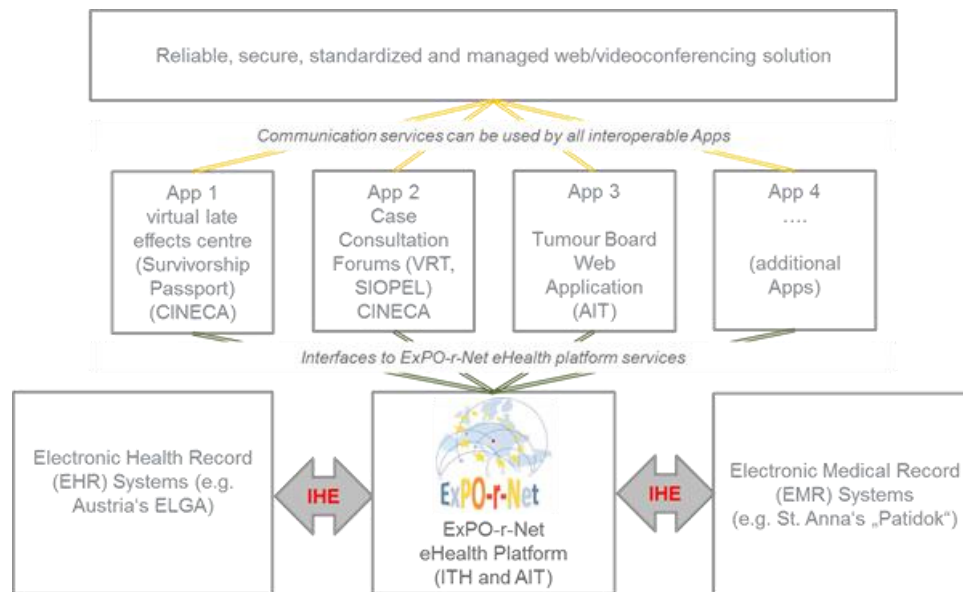 Reliable, secure, standardized and managed web/videoconferencing solution
Communication services can be used by all interoperable Apps
App 1
virtual late
effects centre
(Survivorship
Passport)
(CINECA)
App 2
Case
Consultation
Forums (VRT,
SIOPEL)
CINECA
App 3
Tumour Board
Web
Application
(AIT)
App 4
....
(additional
Apps)
Interfaces to ExPO-r-Net eHealth platform services
Electronic Health Record
(EHR) Systems (e.g.
Austria‘s ELGA)
IHE
ExPO-r-Net
ExPO-r-Net
eHealth Platform
(ITH and AIT)
IHE
Electronic Medical Record
(EMR) Systems
(e.g. St. Anna‘s „Patidok“)